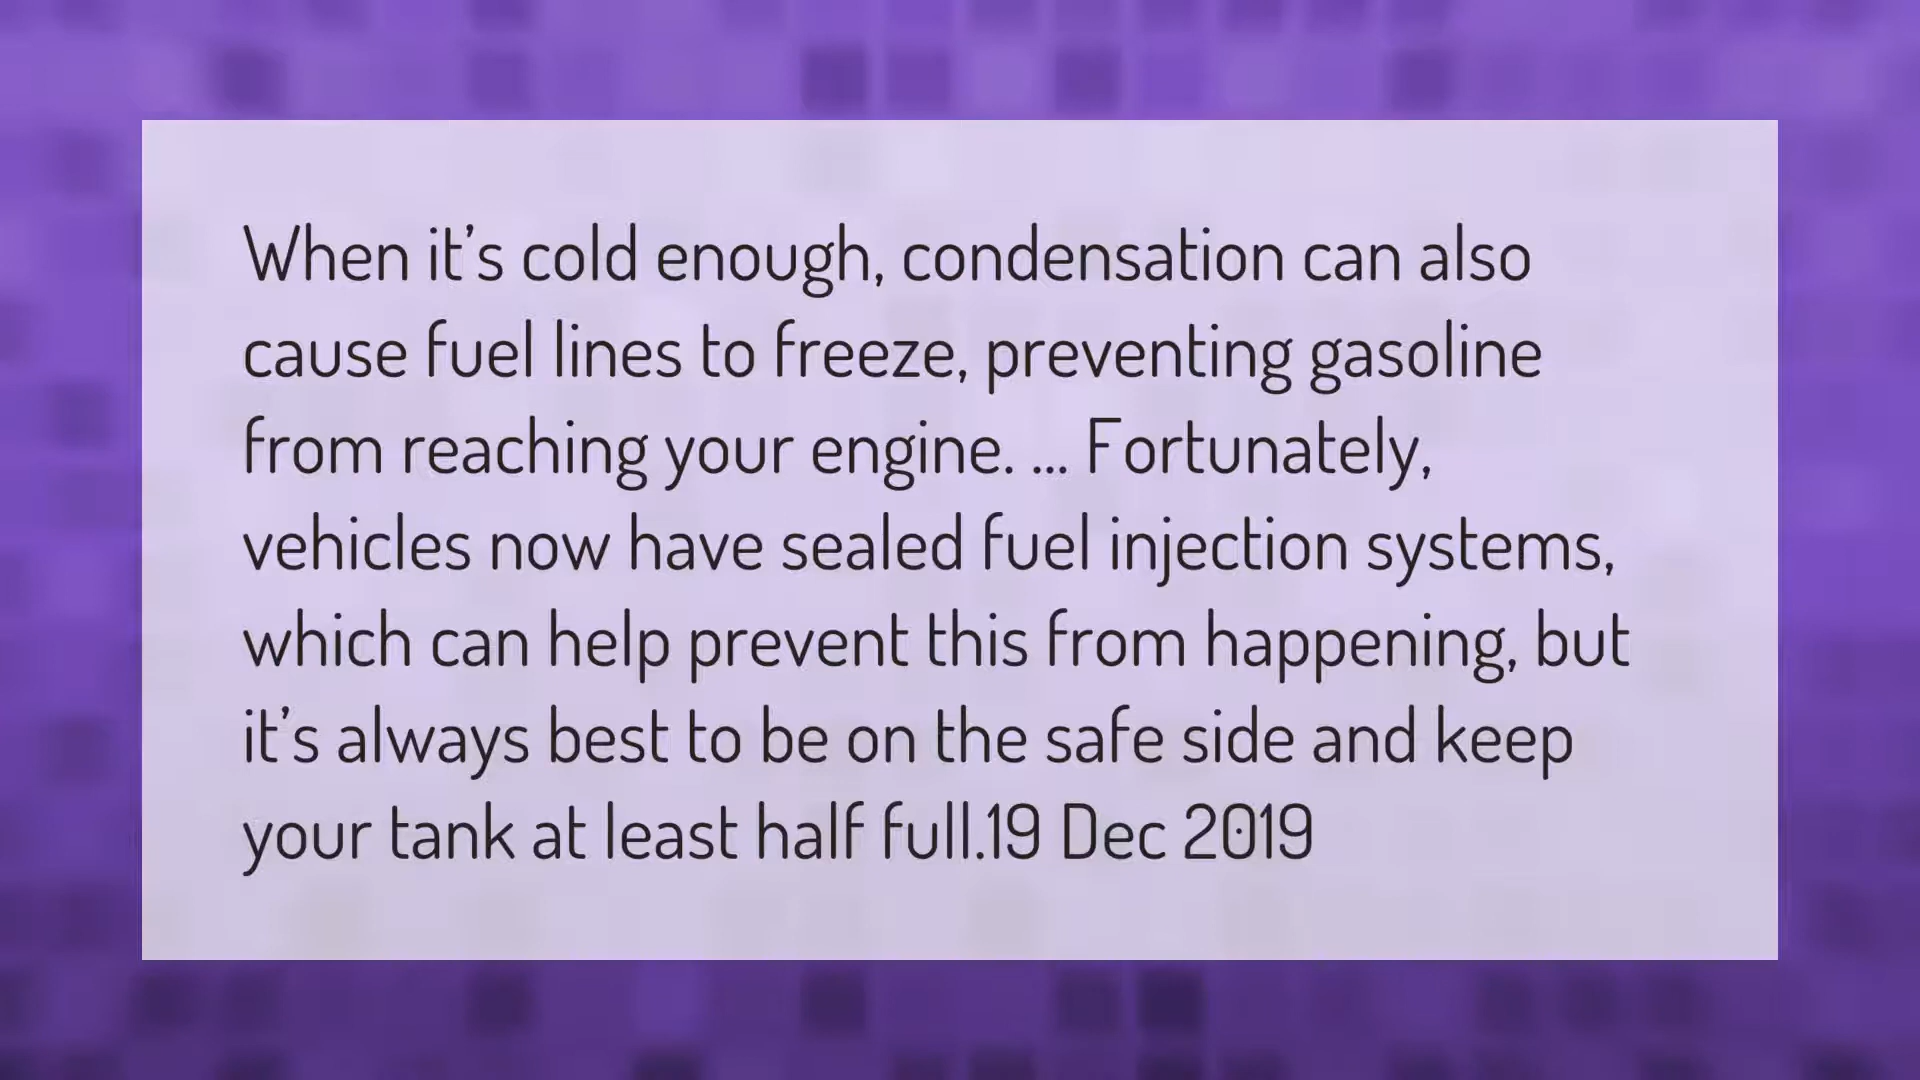 When it’s cold enough, condensation can also
cause fuel lines to freeze, preventing gasoline
from reaching your engine. ... Fortunately,
vehicles now have sealed fuel injection systems,
which can help prevent this from happening, but
it’s always best to be on the safe side and keep
your tank at least half full.19 Dec 2019